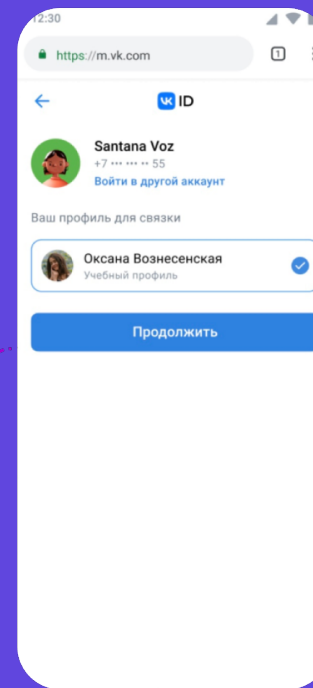 12:30
https://m.vk.com
1
VK ID
Santana Voz
+7 ••• ••• •• 55
Войти в другой аккаунт
Ваш профиль для связки
Оксана Вознесенская
Учебный профиль
Продолжить